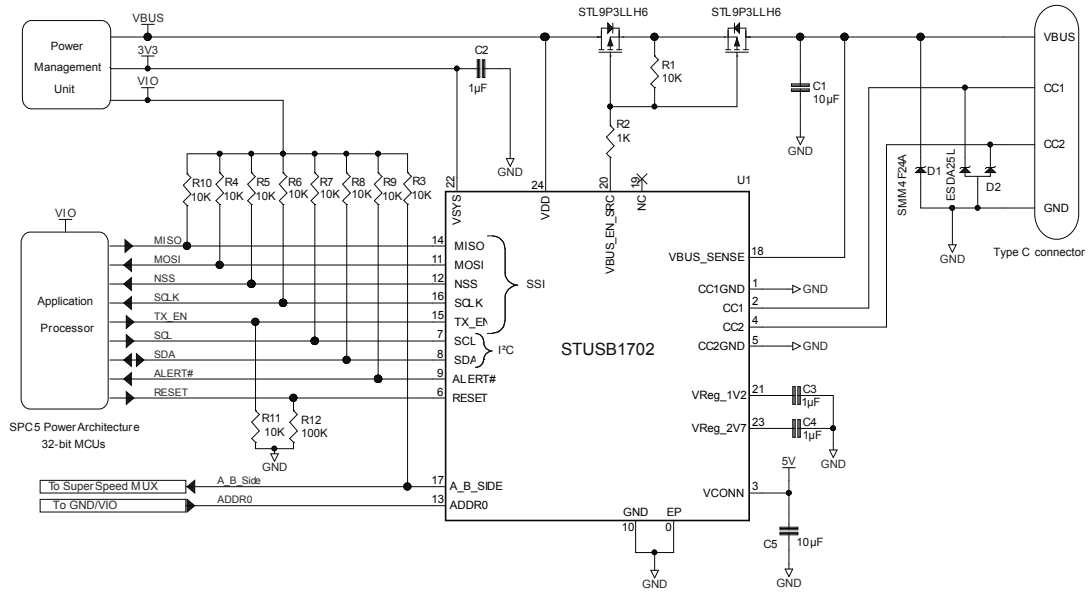 STL9P3LLH6
STL9P3LLH6
VBUS
Power
Management
Unit
3V3
VIO
C2
1µF
GND
R1
10K
R2
1K
C1
10µF
GND
VBUS
CC1
CC2
GND
Type C connector
SMM4F24A
D1
ESDA25L
D2
GND
R10
10K
R4
10K
R5
10K
R6
10K
R7
10K
R8
10K
R9
10K
R3
10K
22
VSYS
24
VDD
20
VBUS_EN_SRC
19
NC
U1
VIO
Application
Processor
SPC5 Power Architecture
32-bit MCUs
MISO
14
MISO
MOSI
11
MOSI
NSS
12
NSS
SCLK
16
SCLK
TX_EN
15
TX_EN
SSI
SCL
7
SCL
SDA
8
SDA
I²C
ALERT#
9
ALERT#
RESET
6
RESET
STUSB1702
VBUS_SENSE
18
CC1GND
1
GND
CC1
2
CC2
4
CC2GND
5
GND
VReg_1V2
21
C3
1µF
VReg_2V7
23
C4
1µF
GND
R11
10K
R12
100K
GND
To SuperSpeed MUX
A_B_Side
17
A_B_SIDE
To GND/VIO
ADDR0
13
ADDR0
5V
VCONN
3
C5
10µF
GND
GND
10
EP
0
GND